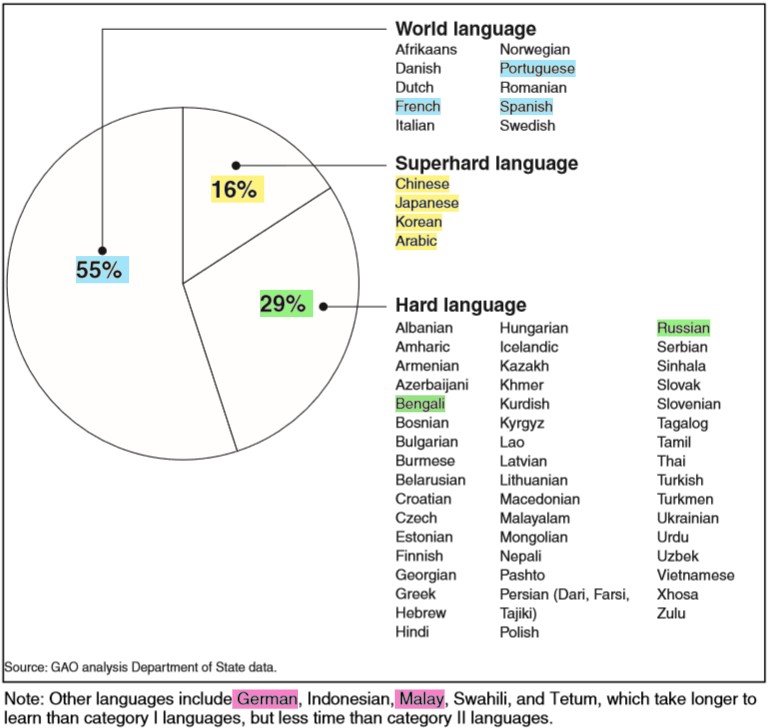 World language
Afrikaans Norwegian
Danish Portuguese
Dutch Romanian
French Spanish
Italian Swedish
Superhard language
16%
Chinese
Japanese
Korean
Arabic
55%
29%
Hard language
Albanian Hungarian Russian
Amharic Icelandic Serbian
Armenian Kazakh Sinhala
Azerbaijani Khmer Slovak
Bengali Kurdish Slovenian
Bosnian Kyrgyz Tagalog
Bulgarian Lao Tamil
Burmese Latvian Thai
Belarusian Lithuanian Turkish
Croatian Macedonian Turkmen
Czech Malayalam Ukrainian
Estonian Mongolian Urdu
Finnish Nepali Uzbek
Georgian Pashto Vietnamese
Greek Persian (Dari, Farsi, Xhosa
Hebrew Tajiki) Zulu
Hindi Polish
Source: GAO analysis Department of State data.
Note: Other languages include German, Indonesian, Malay, Swahili, and Tetum, which take longer to
learn than category I languages, but less time than category II languages.